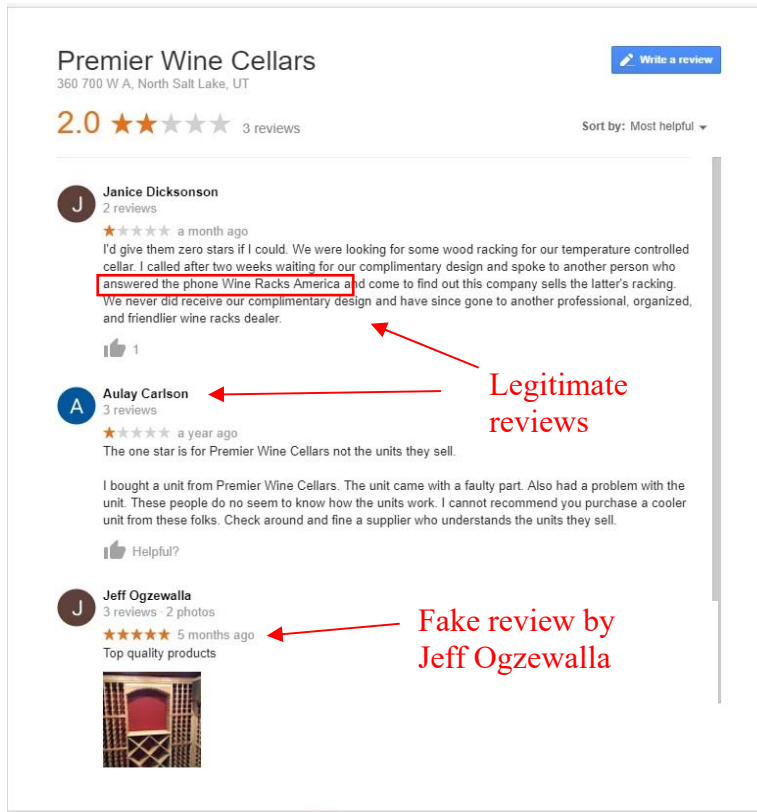 Premier Wine Cellars
Write a review
360 700 W A, North Salt Lake, UT
2.0
3 reviews
Sort by: Most helpful
J
Janice Dicksonson
2 reviews
a month ago
I'd give them zero stars if I could. We were looking for some wood racking for our temperature controlled
cellar. I called after two weeks waiting for our complimentary design and spoke to another person who
answered the phone Wine Racks America and come to find out this company sells the latter's racking.
We never did receive our complimentary design and have since gone to another professional, organized,
and friendlier wine racks dealer.
1
Legitimate
reviews
A
Aulay Carlson
3 reviews
a year ago
The one star is for Premier Wine Cellars not the units they sell.
I bought a unit from Premier Wine Cellars. The unit came with a faulty part. Also had a problem with the
unit. These people do no seem to know how the units work. I cannot recommend you purchase a cooler
unit from these folks. Check around and fine a supplier who understands the units they sell.
Helpful?
J
Jeff Ogzewalla
3 reviews · 2 photos
5 months ago
Top quality products
Fake review by
Jeff Ogzewalla